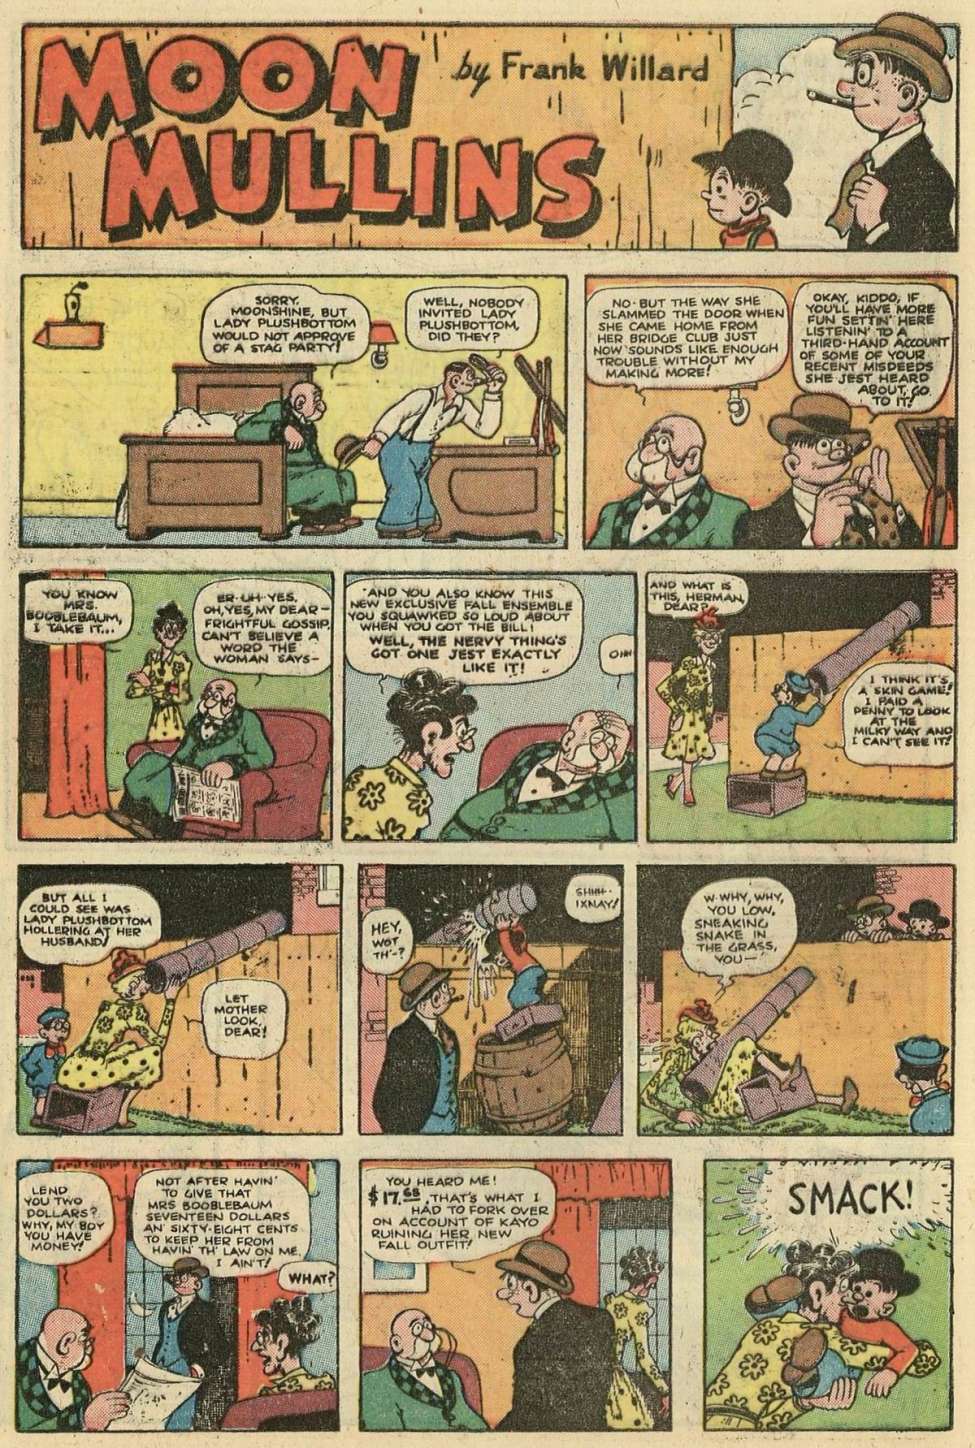 MOON
MULLINS
by Frank Willard
SORRY,
MOONSHINE, BUT
LADY PLUSHBOTTOM
WOULD NOT APPROVE
OF A STAG PARTY!
WELL, NOBODY
INVITED LADY
PLUSHBOTTOM,
DID THEY?
NO-BUT THE WAY SHE
SLAMMED THE DOOR WHEN
SHE CAME HOME FROM
HER BRIDGE CLUB JUST
NOW SOUNDS LIKE ENOUGH
TROUBLE WITHOUT MY
MAKING MORE!
OKAY, KIDDO, IF
YOU'LL HAVE MORE
FUN SETTIN' HERE
LISTENIN' TO A
THIRD-HAND ACCOUNT
OF SOME OF YOUR
RECENT MISDEEDS
SHE JEST HEARD
ABOUT, GO
TO IT!
YOU KNOW
MRS.
BOOBLEBAUM,
I TAKE IT...
ER-UH-YES,
OH, YES, MY DEAR-
FRIGHTFUL GOSSIP,
CAN'T BELIEVE A
WORD THE
WOMAN SAYS-
AND YOU ALSO KNOW THIS
NEW EXCLUSIVE FALL ENSEMBLE
YOU SQUAWKED SO LOUD ABOUT
WHEN YOU GOT THE BILL!
WELL, THE NERVY THING'S
GOT ONE JEST EXACTLY
LIKE IT!
OHH
AND WHAT IS
THIS, HERMAN,
DEAR?
I THINK IT'S
A SKIN GAME!
I PAID A
PENNY TO LOOK
AT THE
MILKY WAY AND
I CAN'T SEE IT!
BUT ALL I
COULD SEE WAS
LADY PLUSHBOTTOM
HOLLERING AT HER
HUSBAND!
LET
MOTHER
LOOK,
DEAR!
HEY,
WOT
TH'-?
SHHH-
IXNAY!
W-WHY, WHY,
YOU LOW,
SNEAKING
SNAKE IN
THE GRASS,
YOU-
LEND
YOU TWO
DOLLARS?
WHY, MY BOY
YOU HAVE
MONEY!
NOT AFTER HAVIN'
TO GIVE THAT
MRS BOOBLEBAUM
SEVENTEEN DOLLARS
AN' SIXTY-EIGHT CENTS
TO KEEP HER FROM
HAVIN' TH' LAW ON ME,
I AIN'T!
WHAT?
YOU HEARD ME!
$17.68 THAT'S WHAT I
HAD TO FORK OVER
ON ACCOUNT OF KAYO
RUINING HER NEW
FALL OUTFIT!
SMACK!